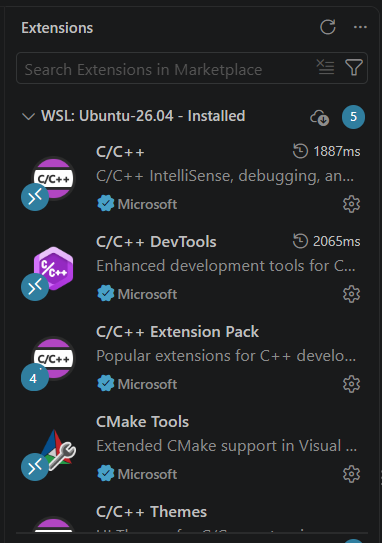 Extensions
Search Extensions in Marketplace
WSL: Ubuntu-26.04 - Installed
5
C/C++
1887ms
C/C++
C/C++ IntelliSense, debugging, an...
Microsoft
C/C++ DevTools
2065ms
C/C++
Enhanced development tools for C...
Microsoft
C/C++ Extension Pack
C/C++
Popular extensions for C++ develo...
4
Microsoft
CMake Tools
Extended CMake support in Visual ...
Microsoft
C/C++ Themes